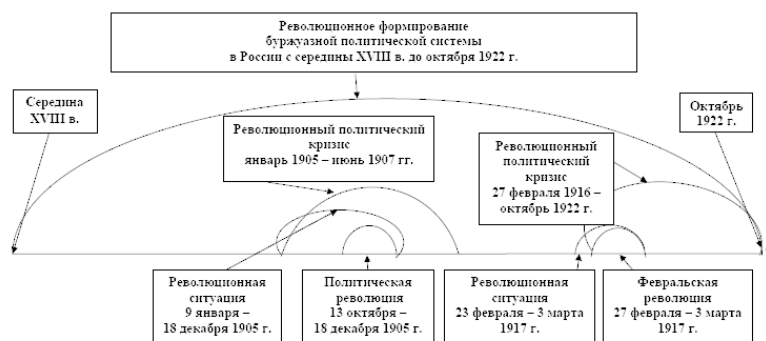 Революционное формирование
буржуазной политической системы
в России с середины XVIII в. до октября 1922 г.
Середина
XVIII в.
Октябрь
1922 г.
Революционный политический
кризис
январь 1905 – июнь 1907 гг.
Революционный
политический
кризис
27 февраля 1916 –
октябрь 1922 г.
Революционная
ситуация
9 января –
18 декабря 1905 г.
Политическая
революция
13 октября –
18 декабря 1905 г.
Революционная
ситуация
23 февраля – 3 марта
1917 г.
Февральская
революция
27 февраля – 3 марта
1917 г.